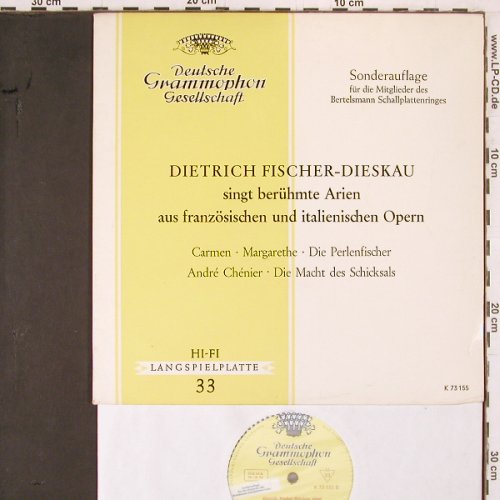 30 cm
10 cm
www.LP-CD.de
Deutsche
Grammophon
Gesellschaft
Sonderauflage
für die Mitglieder des
Bertelsmann Schallplattenringes
DIETRICH FISCHER-DIESKAU
singt berühmte Arien
aus französischen und italienischen Opern
Carmen · Margarethe · Die Perlenfischer
André Chénier · Die Macht des Schicksals
HI-FI
LANGSPIELPLATTE
33
K 73 155
10 cm
20 cm
30 cm
Deutsche
Grammophon
Gesellschaft